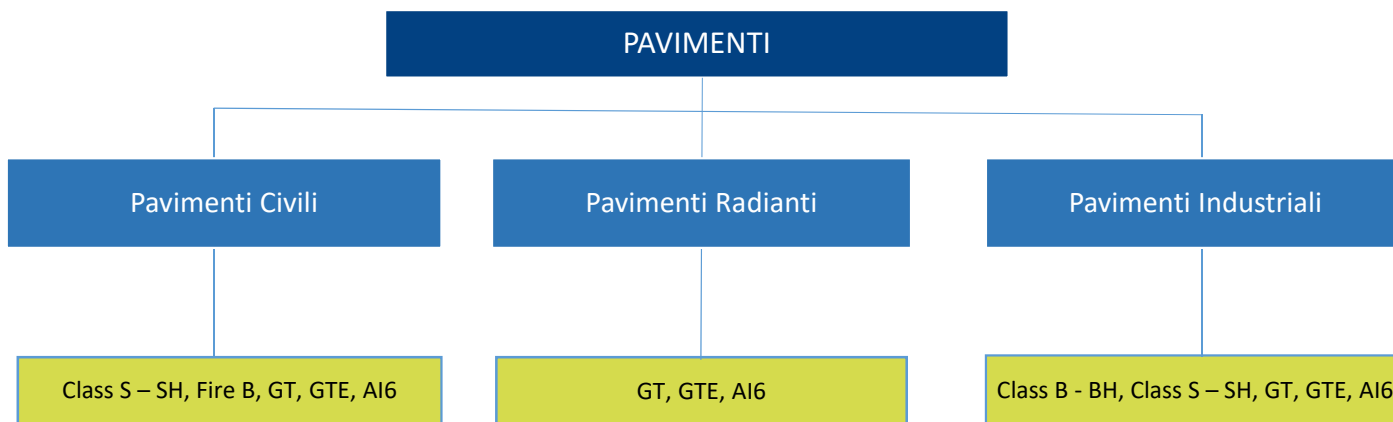 PAVIMENTI
Pavimenti Civili
Pavimenti Radianti
Pavimenti Industriali
Class S – SH, Fire B, GT, GTE, AI6
GT, GTE, AI6
Class B - BH, Class S – SH, GT, GTE, AI6